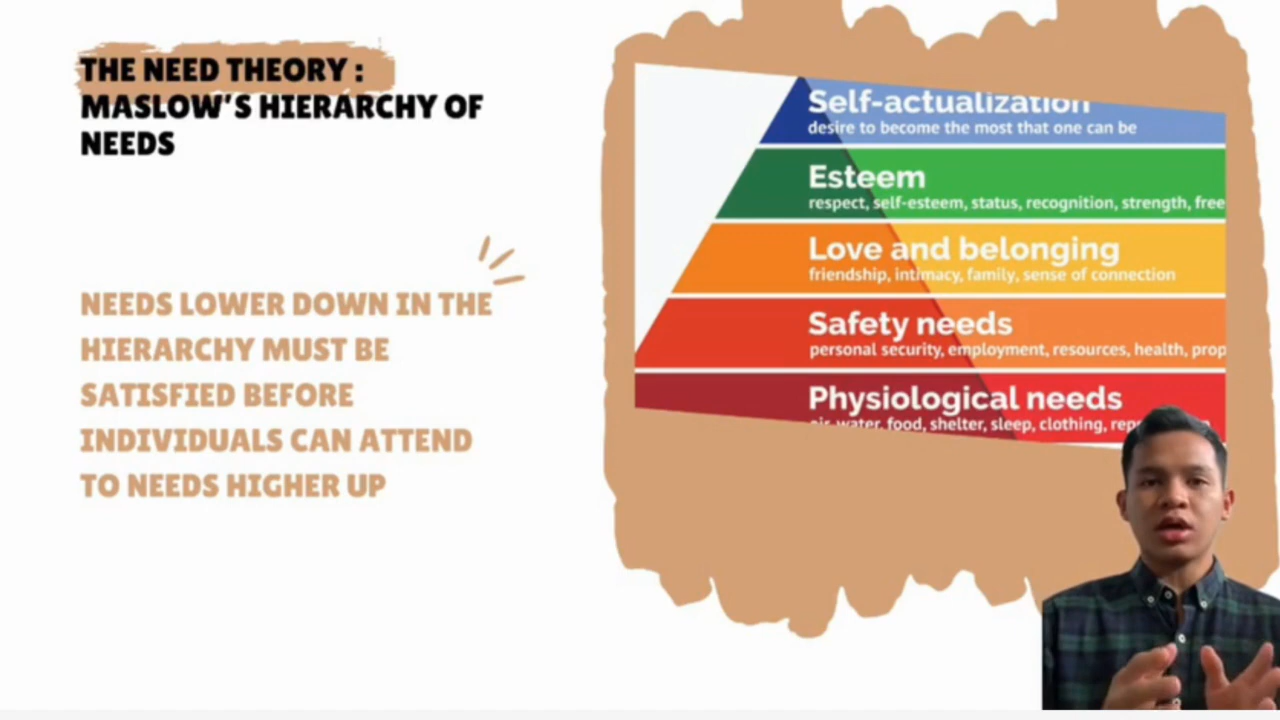 THE NEED THEORY :
MASLOW'S HIERARCHY OF
NEEDS
NEEDS LOWER DOWN IN THE
HIERARCHY MUST BE
SATISFIED BEFORE
INDIVIDUALS CAN ATTEND
TO NEEDS HIGHER UP
Self-actualization
desire to become the most that one can be
Esteem
respect, self-esteem, status, recognition, strength, free
Love and belonging
friendship, intimacy, family, sense of connection
Safety needs
personal security, employment, resources, health, prop
Physiological needs
air, water, food, shelter, sleep, clothing,